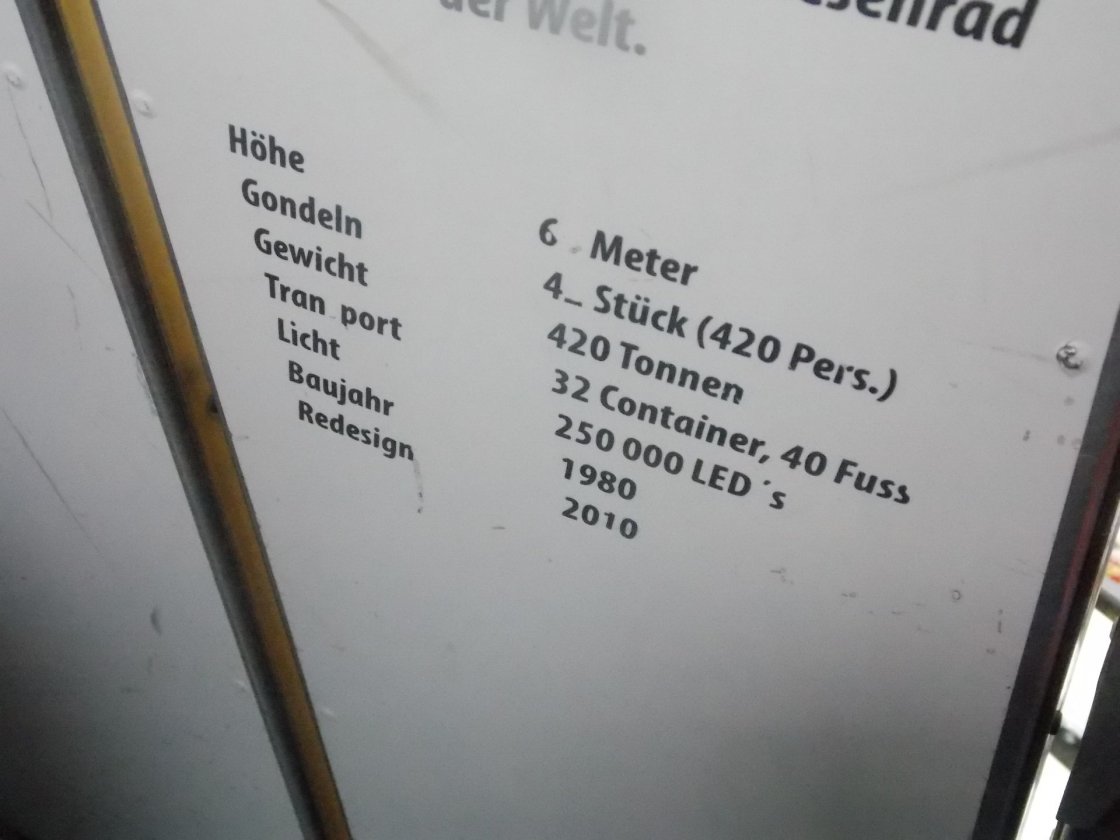 der Welt.
Höhe 6 Meter
Gondeln 4_ Stück (420 Pers.)
Gewicht 420 Tonnen
Tran port 32 Container, 40 Fuss
Licht 250 000 LED ´s
Baujahr 1980
Redesign 2010